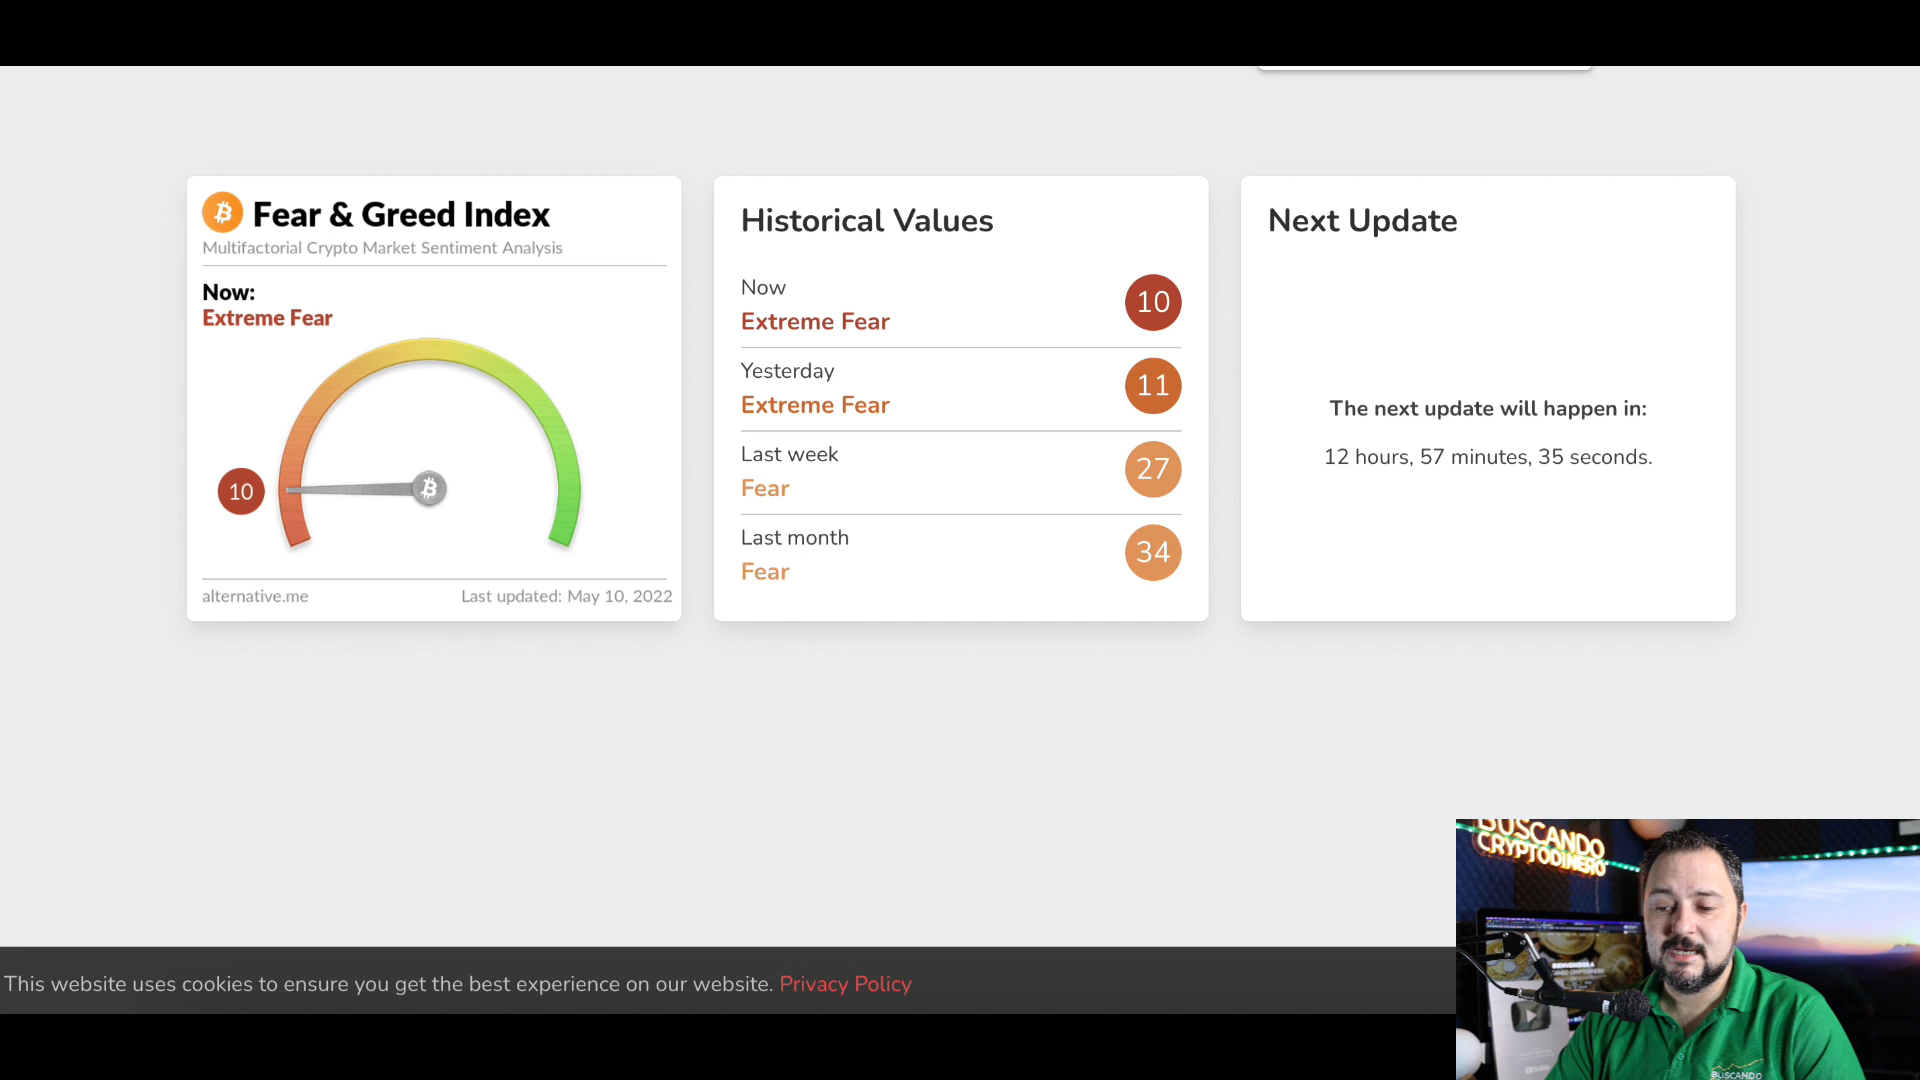 Fear & Greed Index
Multifactorial Crypto Market Sentiment Analysis
Now:
Extreme Fear
10
alternative.me
Last updated: May 10, 2022
Historical Values
Now
Extreme Fear
10
Yesterday
Extreme Fear
11
Last week
Fear
27
Last month
Fear
34
Next Update
The next update will happen in:
12 hours, 57 minutes, 35 seconds.
This website uses cookies to ensure you get the best experience on our website. Privacy Policy
BUSCANDO
CRYPTODINERO
BUSCANDO